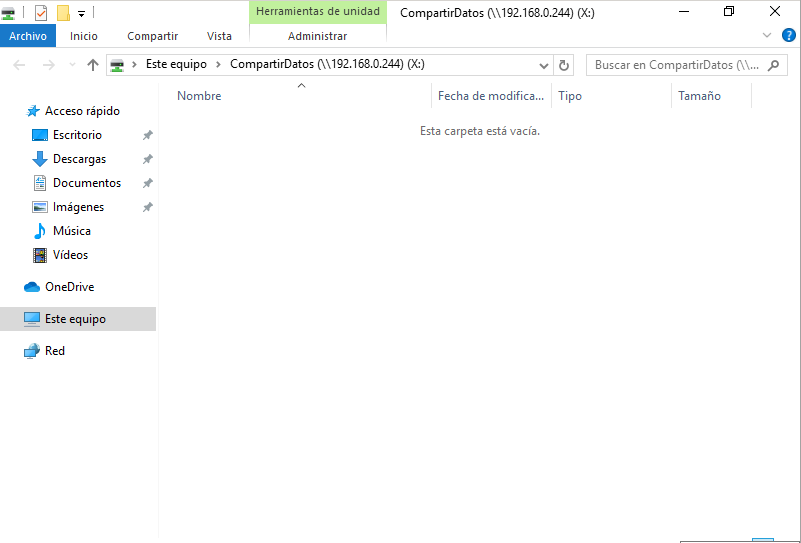 Herramientas de unidad
CompartirDatos (\\192.168.0.244) (X:)
Archivo
Inicio
Compartir
Vista
Administrar
Este equipo
CompartirDatos (\\192.168.0.244) (X:)
Buscar en CompartirDatos (\\...
Nombre
Fecha de modifica...
Tipo
Tamaño
Esta carpeta está vacía.
Acceso rápido
Escritorio
Descargas
Documentos
Imágenes
Música
Vídeos
OneDrive
Este equipo
Red